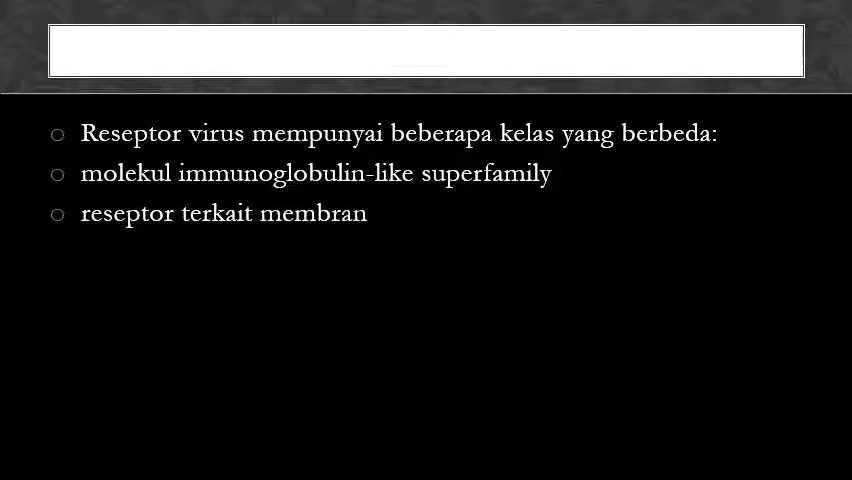 Reseptor virus mempunyai beberapa kelas yang berbeda:
molekul immunoglobulin-like superfamily
reseptor terkait membran